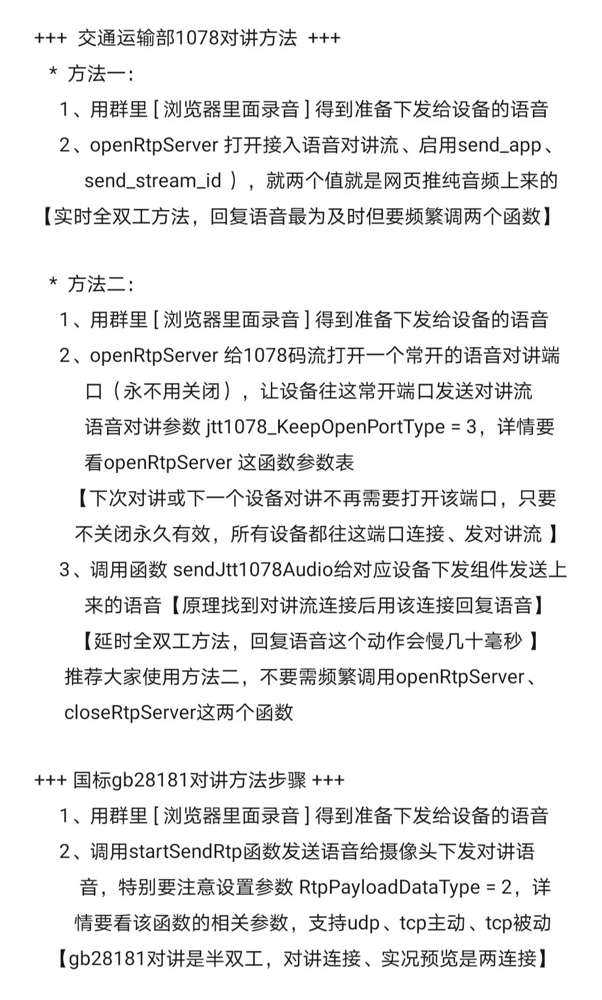 +++ 交通运输部1078对讲方法 +++
* 方法一：
1、用群里 [ 浏览器里面录音 ] 得到准备下发给设备的语音
2、openRtpServer 打开接入语音对讲流、启用send_app、
send_stream_id ），就两个值就是网页推纯音频上来的
【实时全双工方法，回复语音最为及时但要频繁调两个函数】
* 方法二：
1、用群里 [ 浏览器里面录音 ] 得到准备下发给设备的语音
2、openRtpServer 给1078码流打开一个常开的语音对讲端
口（永不用关闭），让设备往这常开端口发送对讲流
语音对讲参数 jtt1078_KeepOpenPortType = 3，详情要
看openRtpServer 这函数参数表
【下次对讲或下一个设备对讲不再需要打开该端口，只要
不关闭永久有效，所有设备都往这端口连接、发对讲流 】
3、调用函数 sendJtt1078Audio给对应设备下发组件发送上
来的语音【原理找到对讲流连接后用该连接回复语音】
【延时全双工方法，回复语音这个动作会慢几十毫秒 】
推荐大家使用方法二，不要需频繁调用openRtpServer、
closeRtpServer这两个函数
+++ 国标gb28181对讲方法步骤 +++
1、用群里 [ 浏览器里面录音 ] 得到准备下发给设备的语音
2、调用startSendRtp函数发送语音给摄像头下发对讲语
音，特别要注意设置参数 RtpPayloadDataType = 2，详
情要看该函数的相关参数，支持udp、tcp主动、tcp被动
【gb28181对讲是半双工，对讲连接、实况预览是两连接】